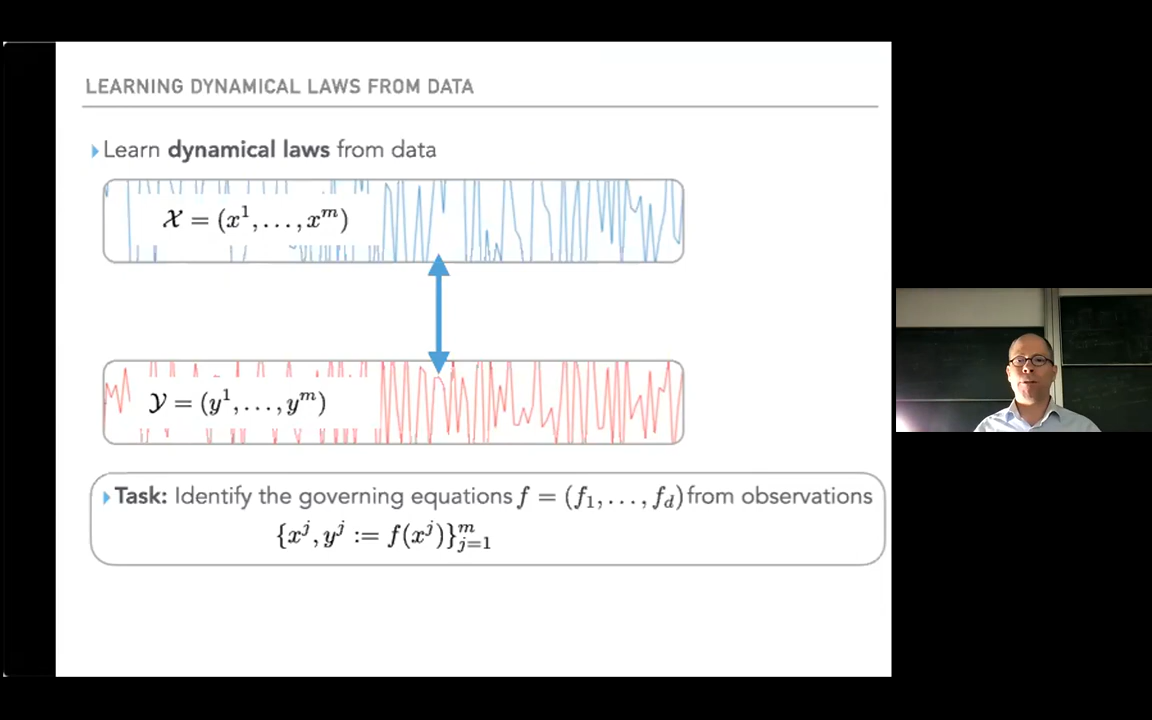 LEARNING DYNAMICAL LAWS FROM DATA
Learn dynamical laws from data
𝒳 = (x¹, . . . , xᵐ)
𝒴 = (y¹, . . . , yᵐ)
Task: Identify the governing equations f = (f₁, . . . , f_d) from observations
{xʲ, yʲ := f(xʲ)}ᵐⱼ₌₁